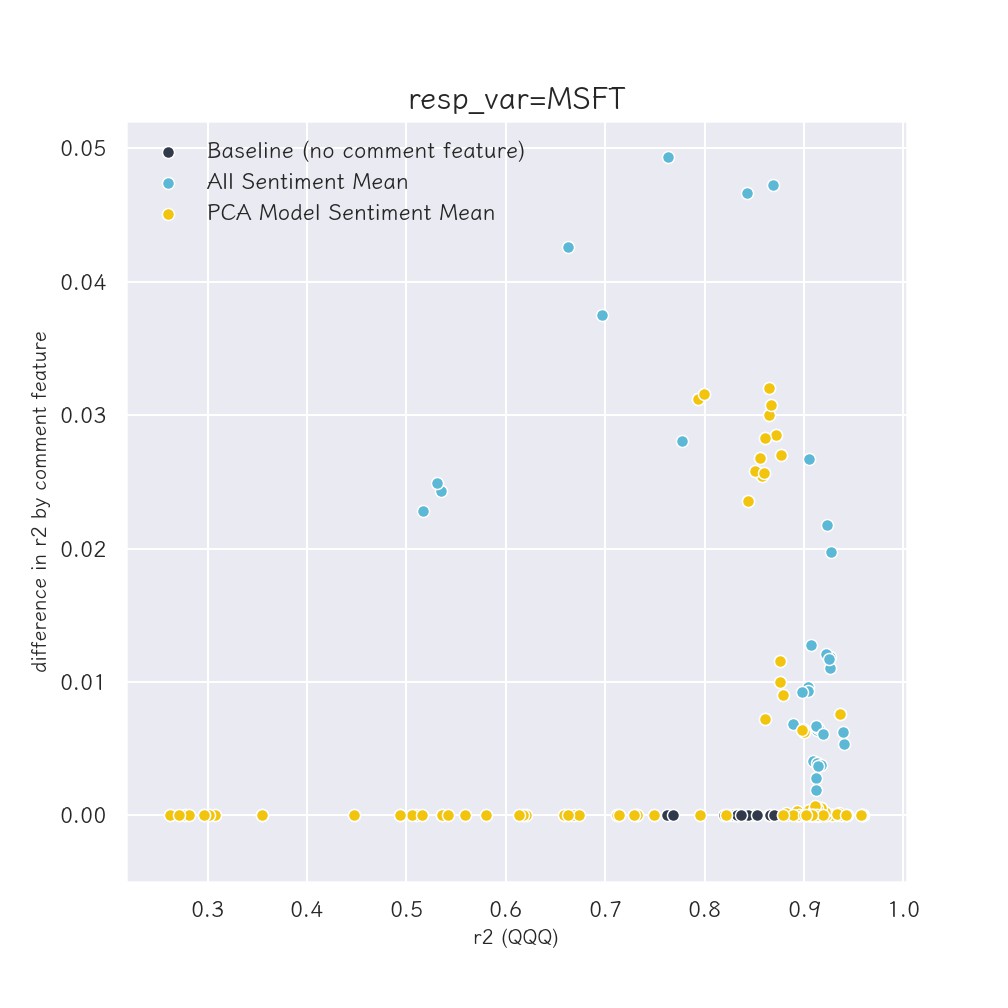 resp_var=MSFT
Baseline (no comment feature)
All Sentiment Mean
PCA Model Sentiment Mean
0.05
0.04
0.03
0.02
0.01
0.00
difference in r2 by comment feature
0.3 0.4 0.5 0.6 0.7 0.8 0.9 1.0
r2 (QQQ)